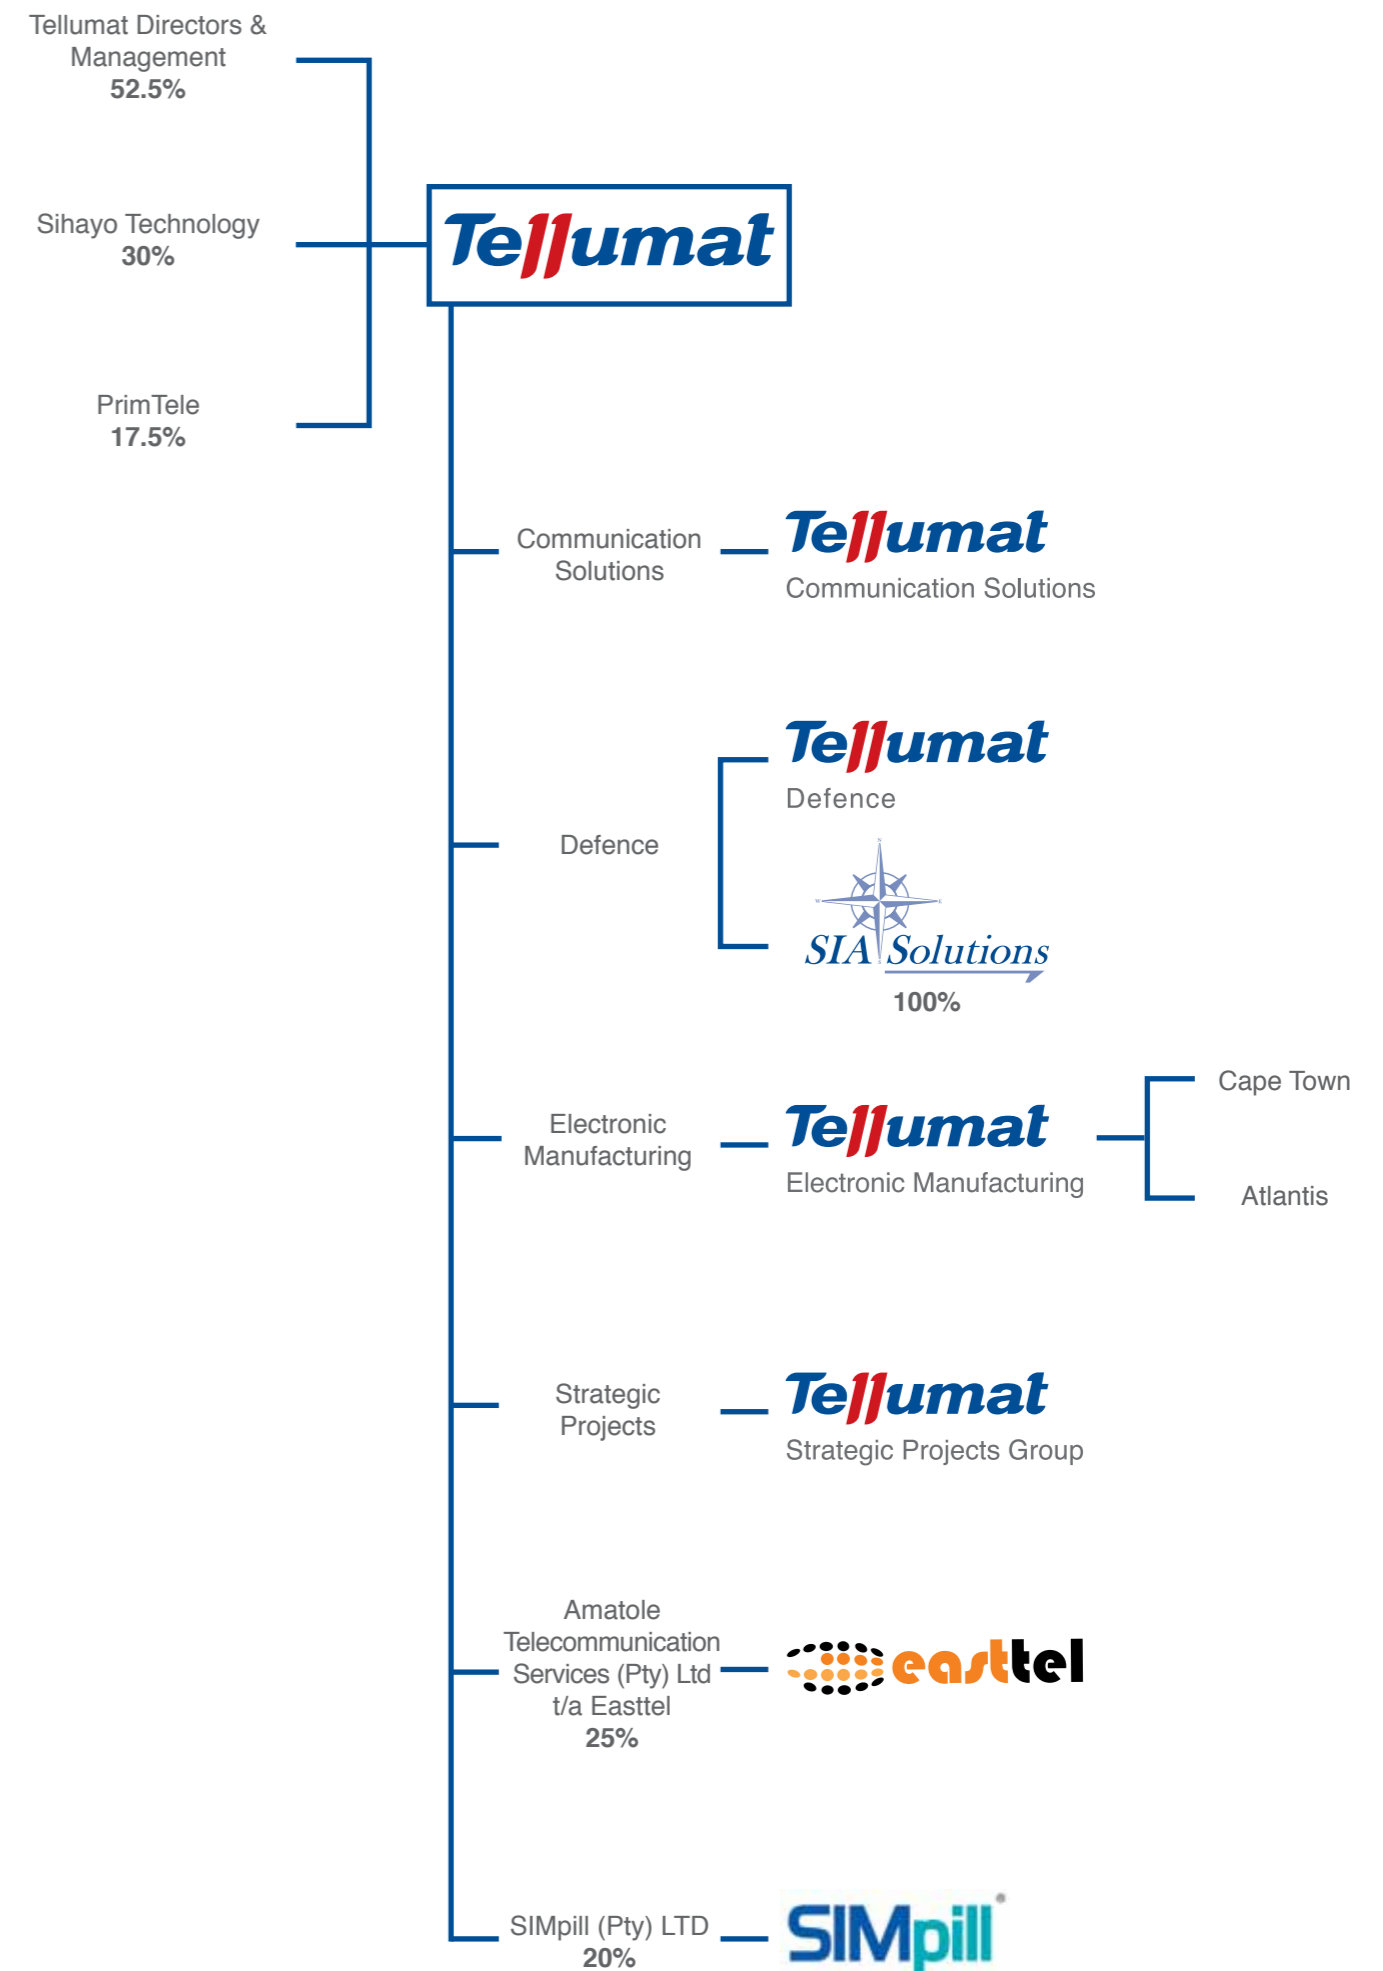 Tellumat Directors &
Management
52.5%
Sihayo Technology
30%
PrimTele
17.5%
Tellumat
Communication
Solutions
Tellumat
Communication Solutions
Defence
Tellumat
Defence
N
W
E
S
SIA Solutions
100%
Electronic
Manufacturing
Tellumat
Electronic Manufacturing
Cape Town
Atlantis
Strategic
Projects
Tellumat
Strategic Projects Group
Amatole
Telecommunication
Services (Pty) Ltd
t/a Easttel
25%
easttel
SIMpill (Pty) LTD
20%
SIMpill®